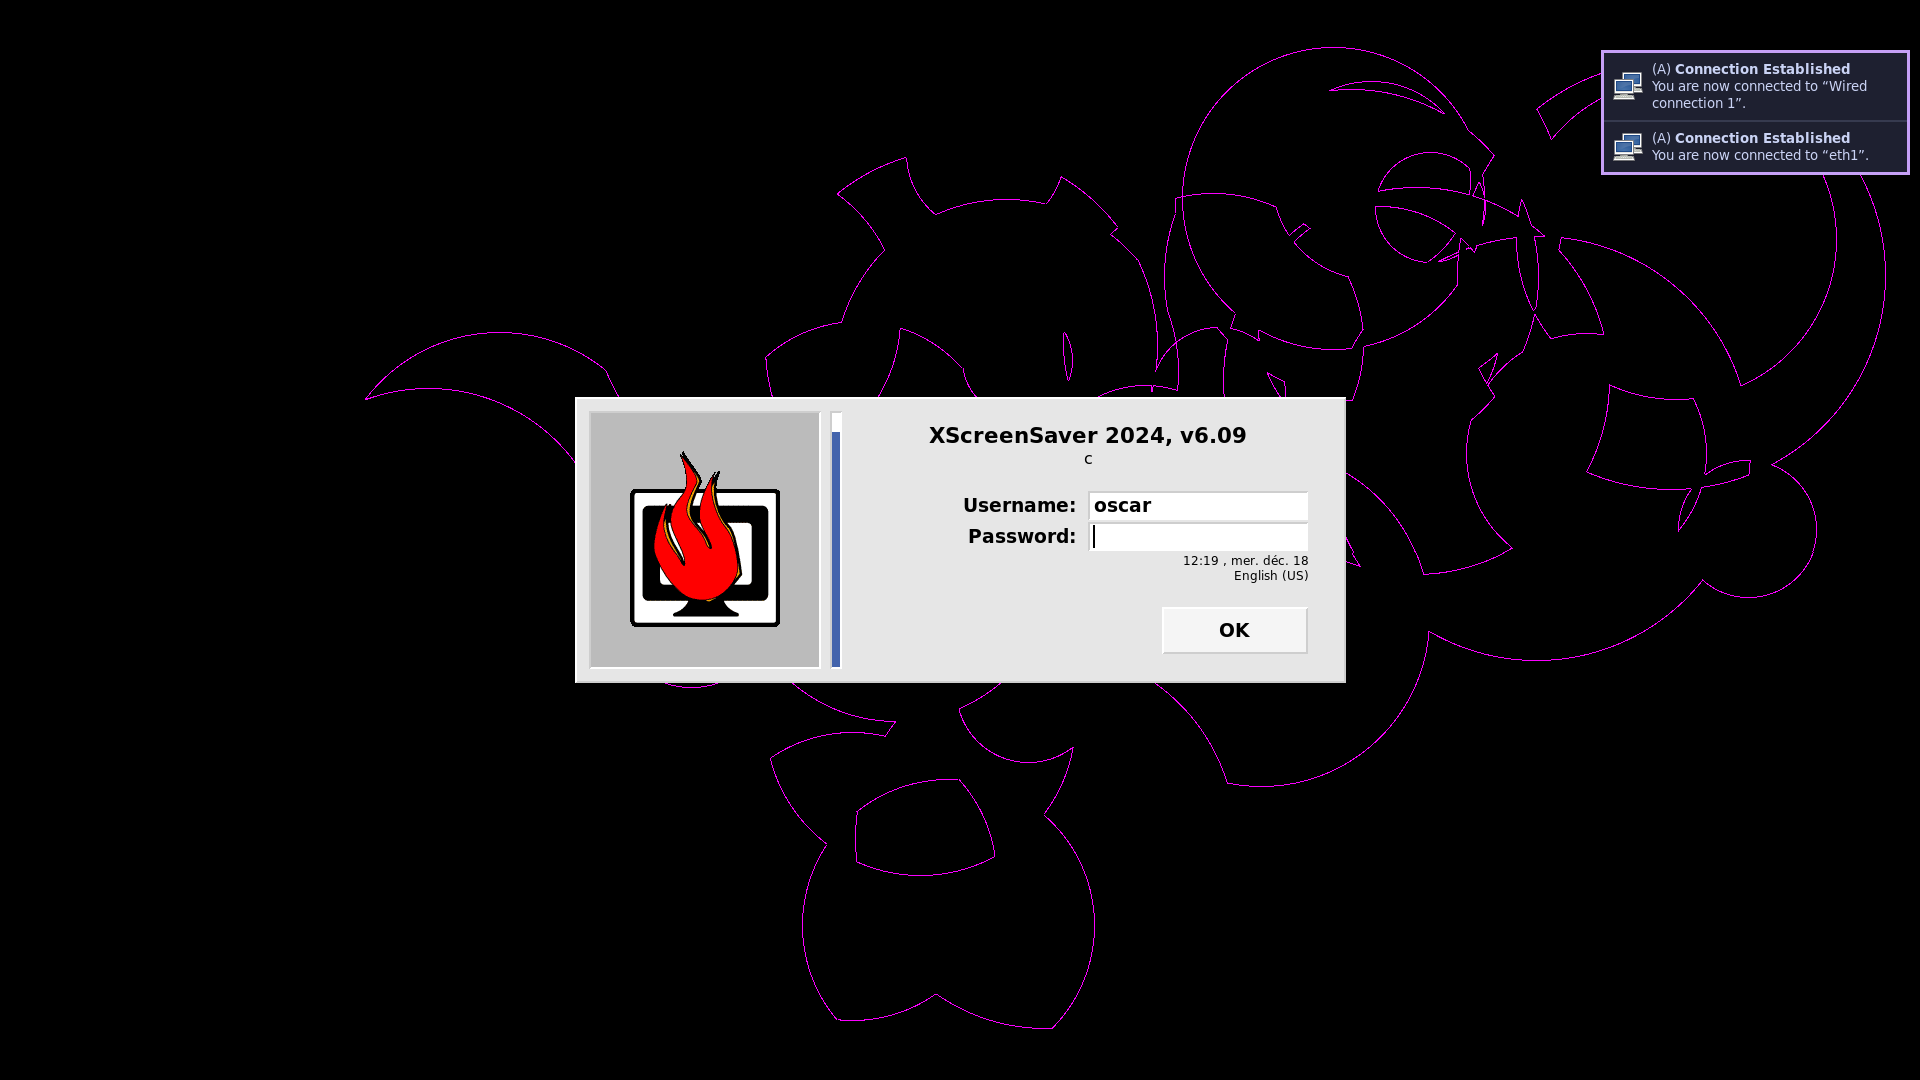 (A) Connection Established
You are now connected to “Wired
connection 1”.
(A) Connection Established
You are now connected to “eth1”.
XScreenSaver 2024, v6.09
c
Username: oscar
Password:
12:19 , mer. déc. 18
English (US)
OK